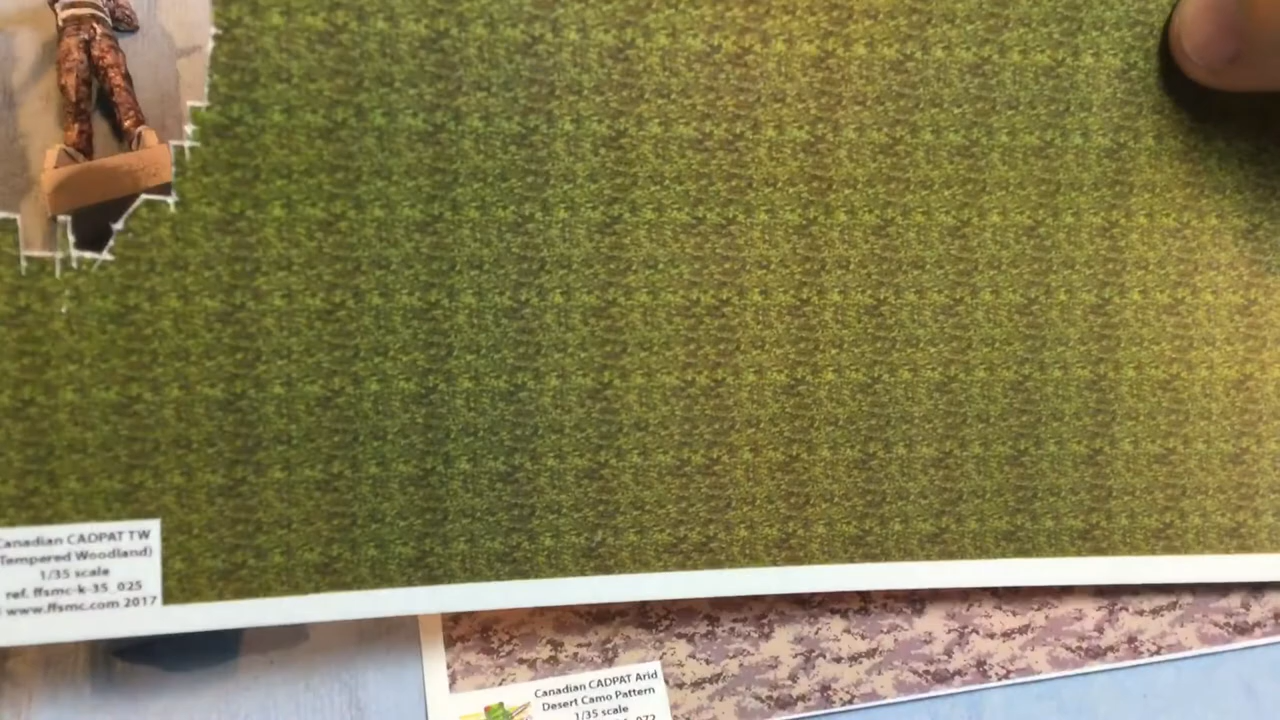 Canadian CADPAT TW
Tempered Woodland)
1/35 scale
ref. ffsmc-k-35_025
www.ffsmc.com 2017
Canadian CADPAT Arid
Desert Camo Pattern
1/35 scale